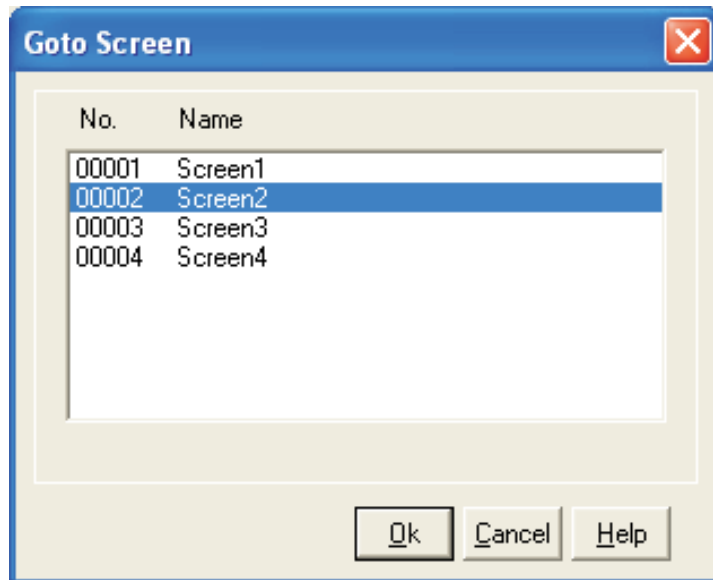 Goto Screen
No. Name
00001 Screen1
00002 Screen2
00003 Screen3
00004 Screen4
Ok Cancel Help